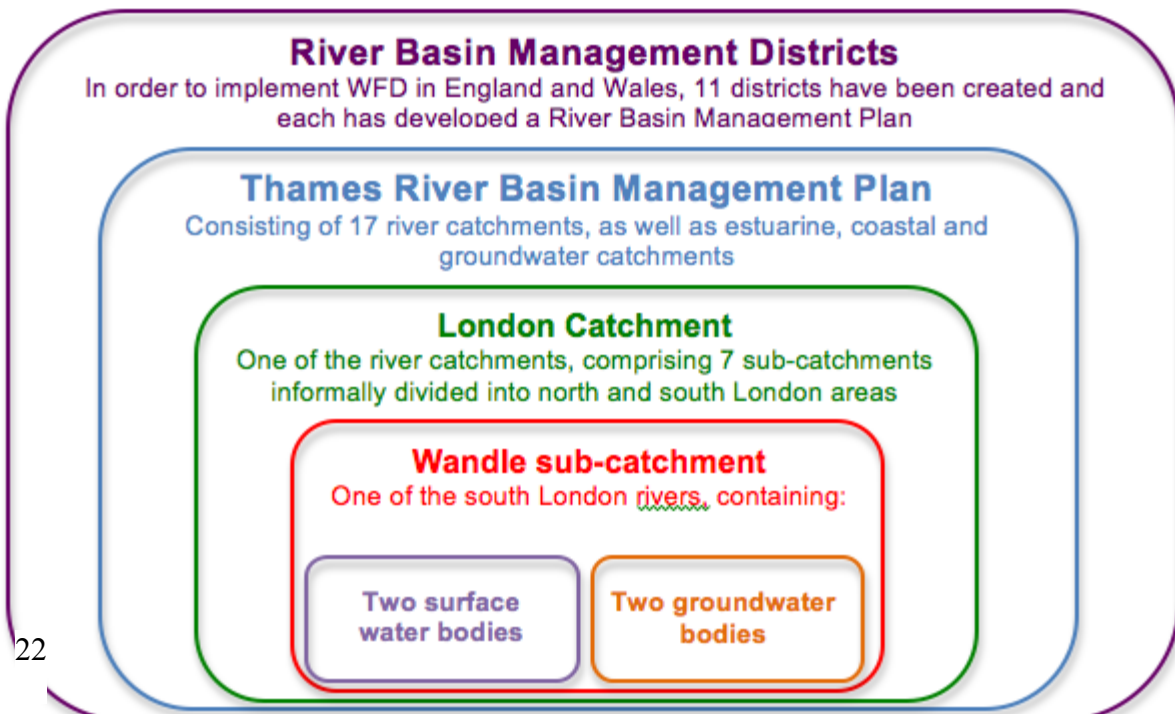 River Basin Management Districts
In order to implement WFD in England and Wales, 11 districts have been created and
each has developed a River Basin Management Plan
Thames River Basin Management Plan
Consisting of 17 river catchments, as well as estuarine, coastal and
groundwater catchments
London Catchment
One of the river catchments, comprising 7 sub-catchments
informally divided into north and south London areas
Wandle sub-catchment
One of the south London rivers, containing:
Two surface
water bodies
Two groundwater
bodies
22